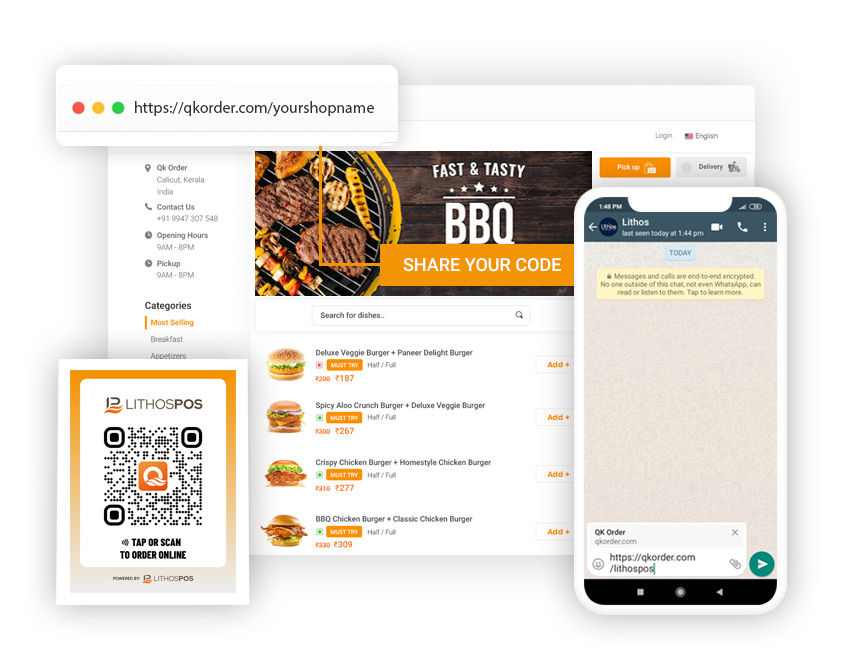 https://qkorder.com/yourshopname
Login
English
Qk Order
Calicut, Kerala
India
Contact Us
+91 9947 307 548
Opening Hours
9AM - 8PM
Pickup
9AM - 8PM
Categories
Most Selling
Breakfast
Appetizers
FAST & TASTY
BBQ
SHARE YOUR CODE
Pick up
Delivery
Search for dishes..
Deluxe Veggie Burger + Paneer Delight Burger
MUST TRY Half / Full
₹200 ₹187
Add +
Spicy Aloo Crunch Burger + Deluxe Veggie Burger
MUST TRY Half / Full
₹300 ₹267
Add +
Crispy Chicken Burger + Homestyle Chicken Burger
MUST TRY Half / Full
₹310 ₹277
Add +
BBQ Chicken Burger + Classic Chicken Burger
MUST TRY Half / Full
₹330 ₹309
Add +
LITHOSPOS
TAP OR SCAN
TO ORDER ONLINE
POWERED BY: LITHOSPOS
1:48 PM
Lithos
last seen today at 1:44 pm
TODAY
Messages and calls are end-to-end encrypted.
No one outside of this chat, not even WhatsApp, can
read or listen to them. Tap to learn more.
QK Order
qkorder.com
https://qkorder.com
/lithospos